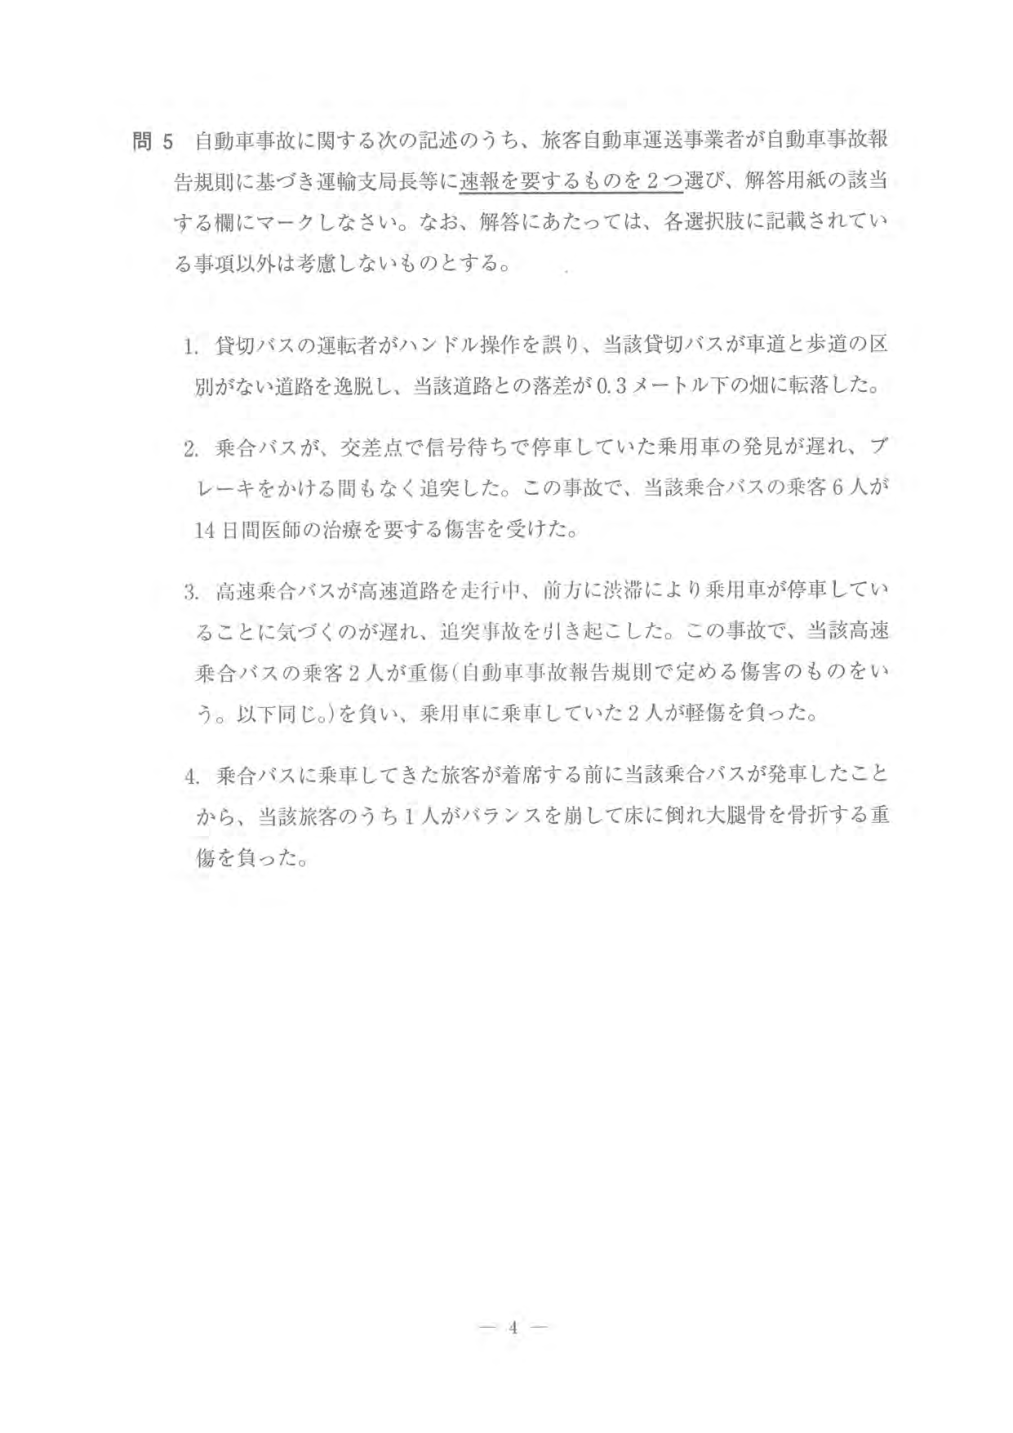 問 5 自動車事故に関する次の記述のうち、旅客自動車運送事業者が自動車事故報
告規則に基づき運輸支局長等に速報を要するものを2つ選び、解答用紙の該当
する欄にマークしなさい。なお、解答にあたっては、各選択肢に記載されてい
る事項以外は考慮しないものとする。
1. 貸切バスの運転者がハンドル操作を誤り、当該貸切バスが車道と歩道の区
別がない道路を逸脱し、当該道路との落差が0.3メートル下の畑に転落した。
2. 乗合バスが、交差点で信号待ちで停車していた乗用車の発見が遅れ、ブ
レーキをかける間もなく追突した。この事故で、当該乗合バスの乗客6人が
14日間医師の治療を要する傷害を受けた。
3. 高速乗合バスが高速道路を走行中、前方に渋滞により乗用車が停車してい
ることに気づくのが遅れ、追突事故を引き起こした。この事故で、当該高速
乗合バスの乗客2人が重傷(自動車事故報告規則で定める傷害のものをい
う。以下同じ。)を負い、乗用車に乗車していた2人が軽傷を負った。
4. 乗合バスに乗車してきた旅客が着席する前に当該乗合バスが発車したこと
から、当該旅客のうち1人がバランスを崩して床に倒れ大腿骨を骨折する重
傷を負った。
— 4 —